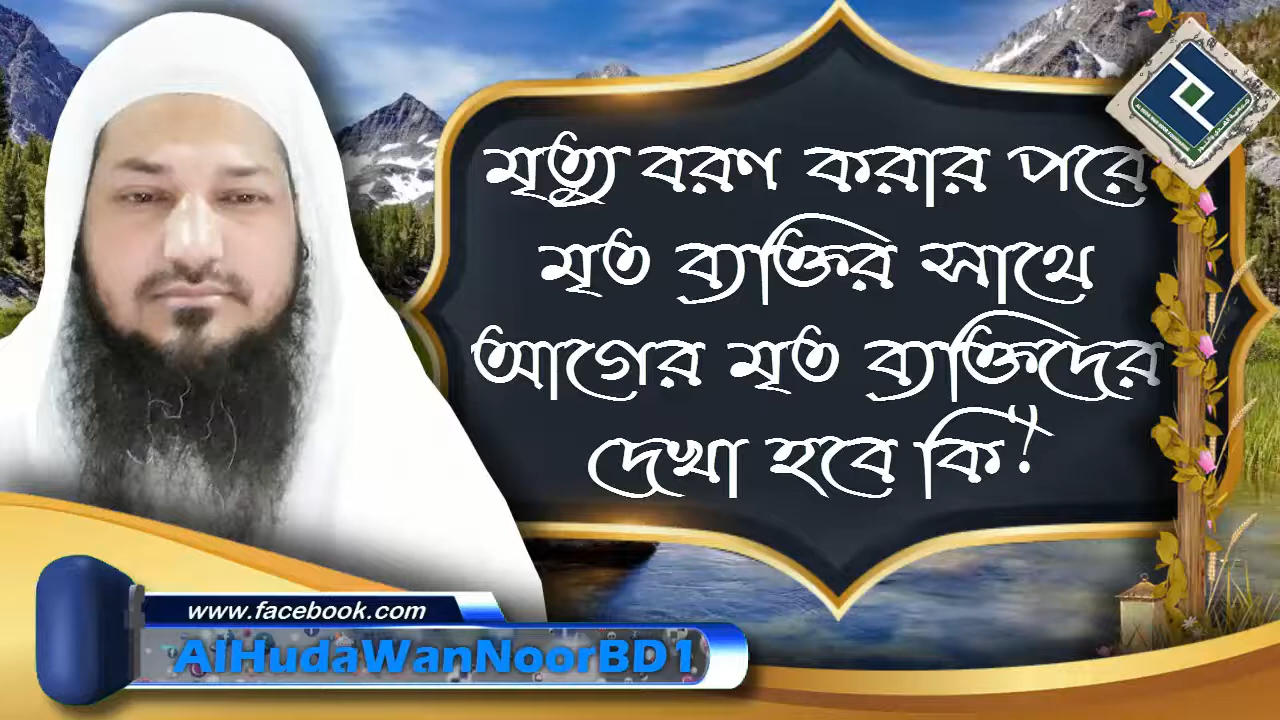 মৃত্যু বরণ করার পরে
মৃত ব্যক্তির সাথে
আগের মৃত ব্যক্তিদের
দেখা হবে কি?
www.facebook.com
AlHudaWanNoorBD1